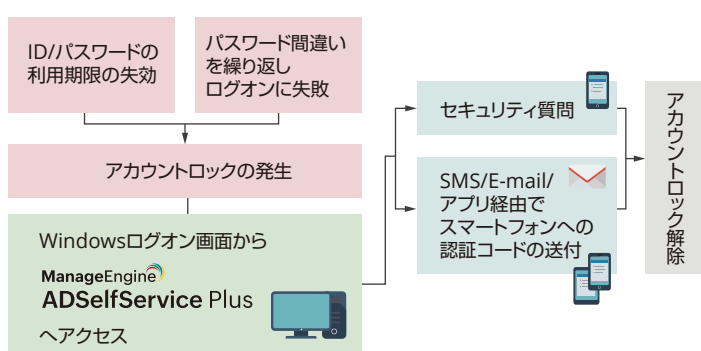 ID/パスワードの
利用期限の失効
パスワード間違い
を繰り返し
ログオンに失敗
アカウントロックの発生
Windowsログオン画面から
ManageEngine
ADSelfService Plus
へアクセス
セキュリティ質問
SMS/E-mail/
アプリ経由で
スマートフォンへの
認証コードの送付
アカウントロック解除